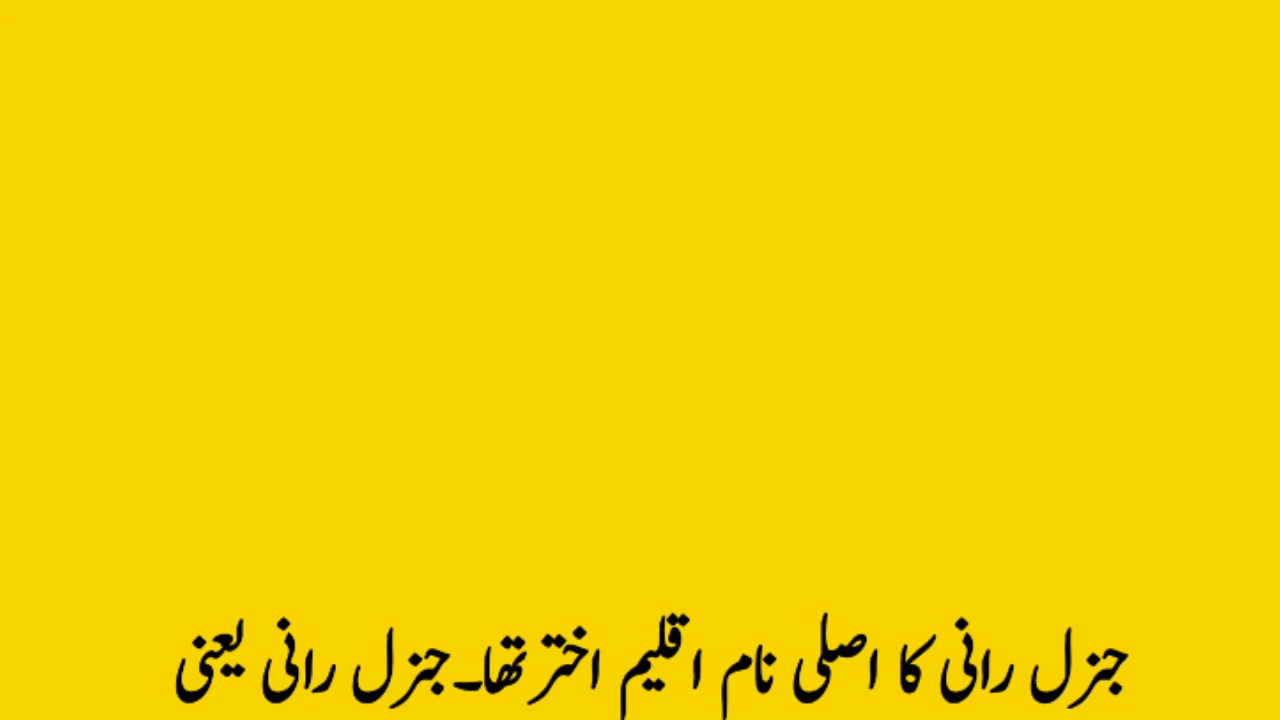 جنرل رانی کا اصلی نام اقلیم اختر تھا۔جنرل رانی یعنی